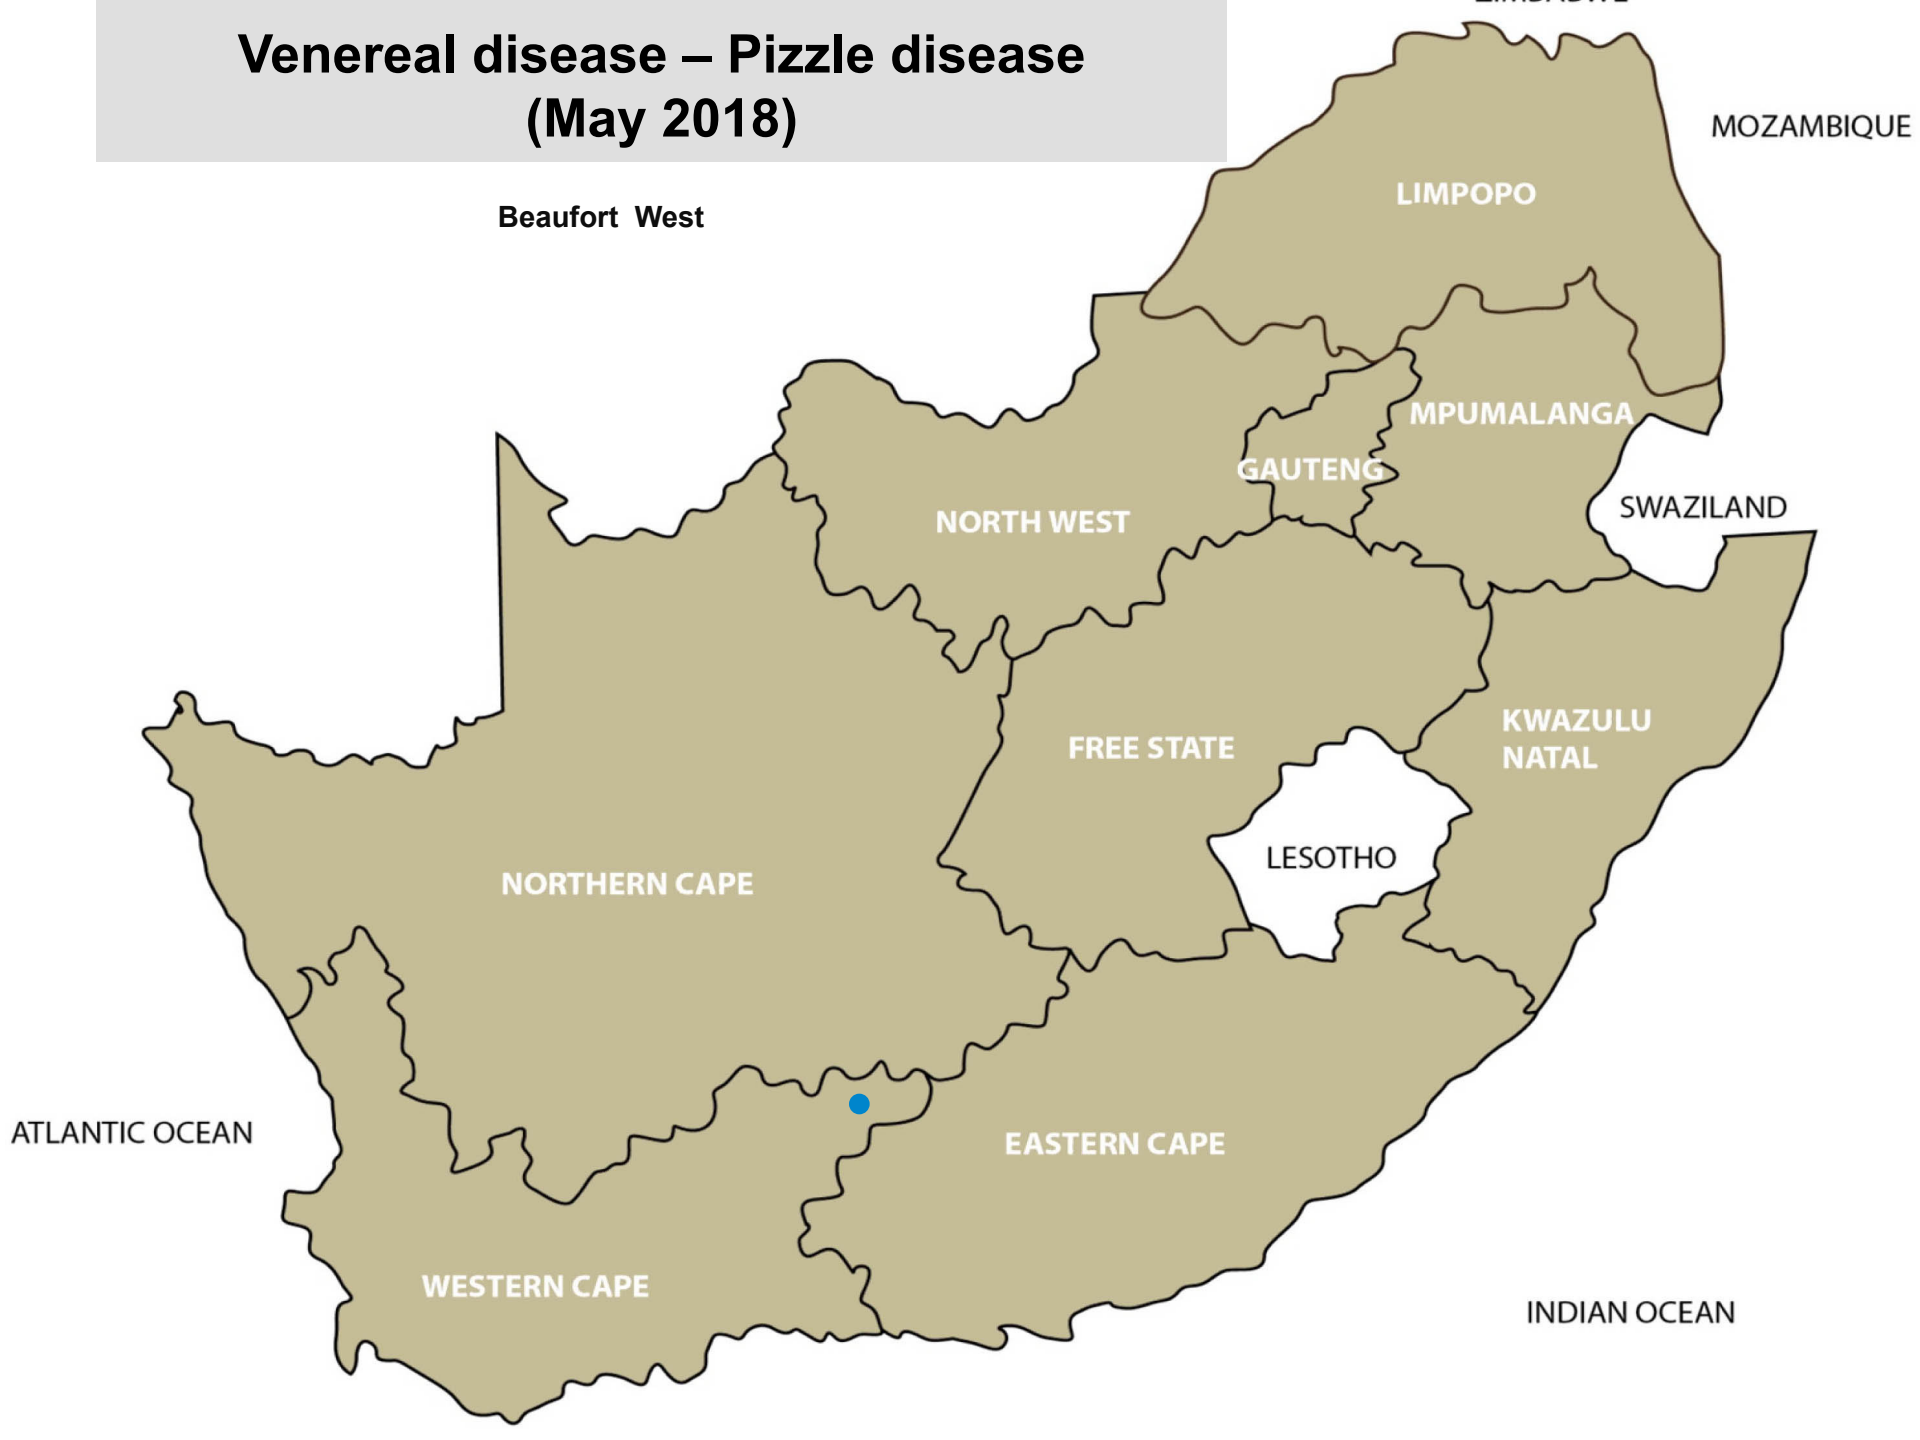 Venereal disease – Pizzle disease
(May 2018)
Beaufort West
MOZAMBIQUE
LIMPOPO
MPUMALANGA
GAUTENG
SWAZILAND
NORTH WEST
KWAZULU
NATAL
FREE STATE
LESOTHO
NORTHERN CAPE
ATLANTIC OCEAN
EASTERN CAPE
WESTERN CAPE
INDIAN OCEAN